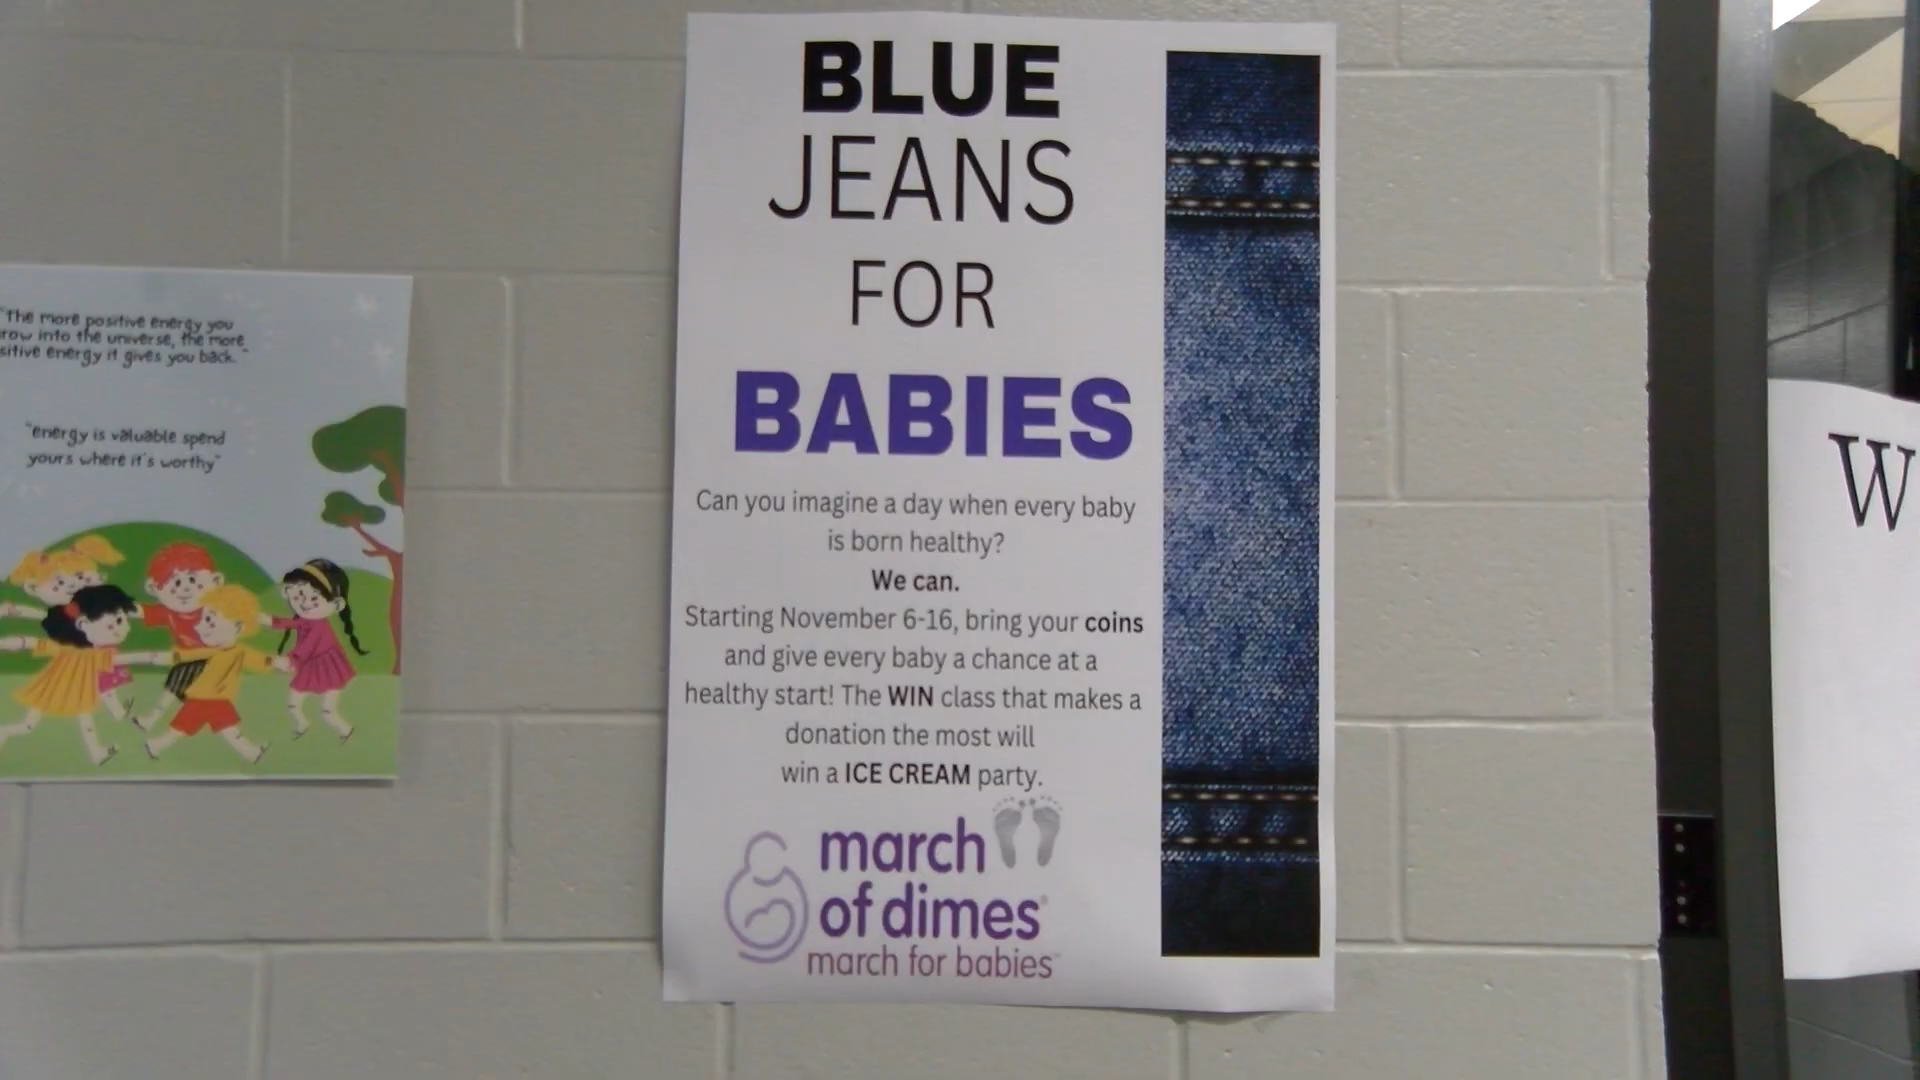 "The more positive energy you
row into the universe, the more
sitive energy it gives you back. "
"energy is valuable spend
yours where it's worthy"
BLUE
JEANS
FOR
BABIES
Can you imagine a day when every baby
is born healthy?
We can.
Starting November 6-16, bring your coins
and give every baby a chance at a
healthy start! The WIN class that makes a
donation the most will
win a ICE CREAM party.
march
of dimes®
march for babies™
W